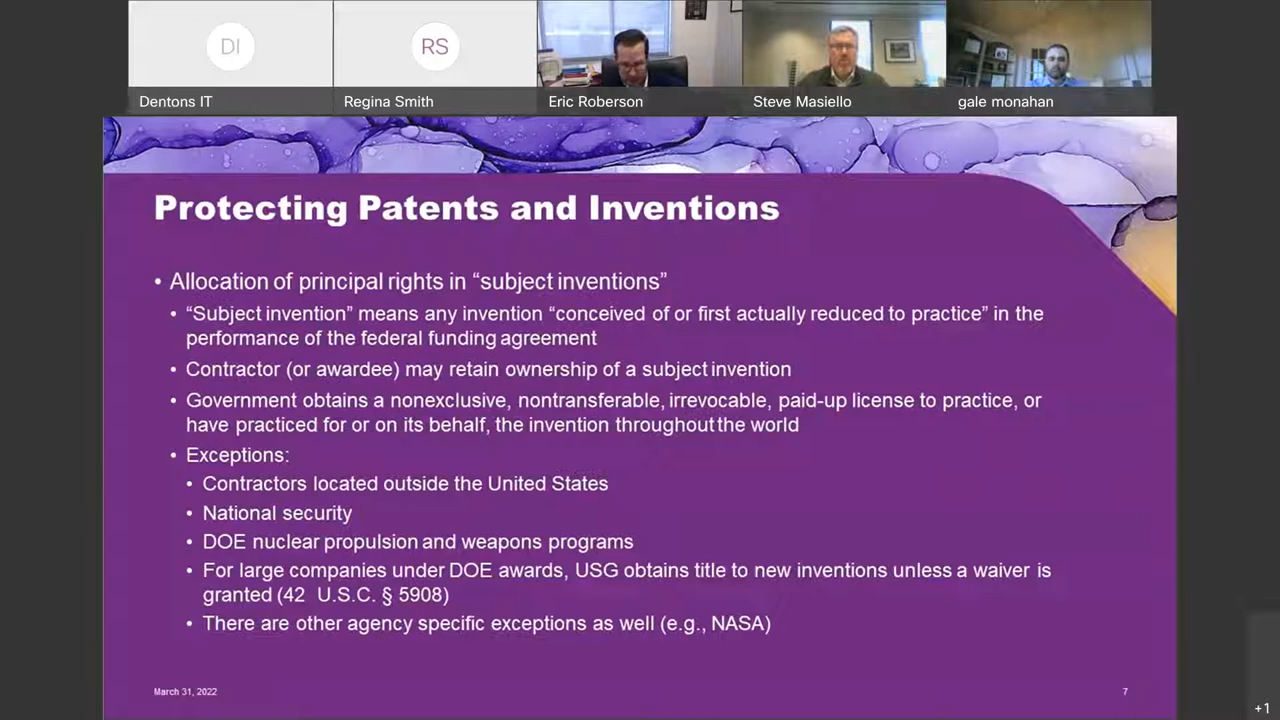 DI
RS
Dentons IT
Regina Smith
Eric Roberson
Steve Masiello
gale monahan
Protecting Patents and Inventions
• Allocation of principal rights in “subject inventions”
• “Subject invention” means any invention “conceived of or first actually reduced to practice” in the
performance of the federal funding agreement
• Contractor (or awardee) may retain ownership of a subject invention
• Government obtains a nonexclusive, nontransferable, irrevocable, paid-up license to practice, or
have practiced for or on its behalf, the invention throughout the world
• Exceptions:
• Contractors located outside the United States
• National security
• DOE nuclear propulsion and weapons programs
• For large companies under DOE awards, USG obtains title to new inventions unless a waiver is
granted (42 U.S.C. § 5908)
• There are other agency specific exceptions as well (e.g., NASA)
March 31, 2022
7
+1